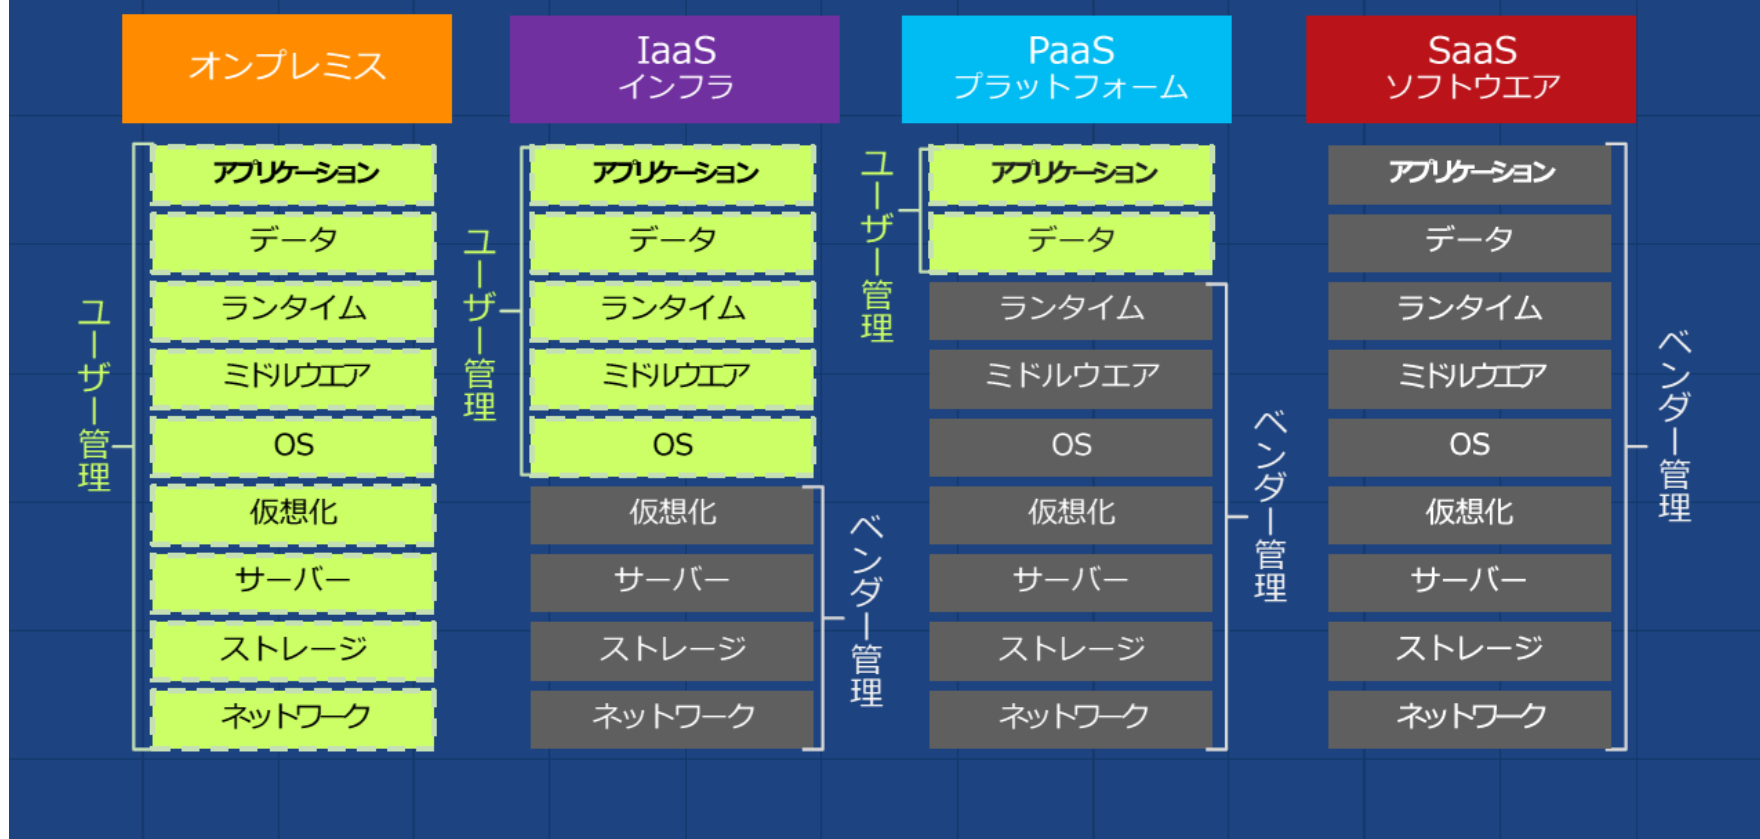 オンプレミス
ユーザー管理
アプリケーション
データ
ランタイム
ミドルウエア
OS
仮想化
サーバー
ストレージ
ネットワーク
IaaS
インフラ
ユーザー管理
アプリケーション
データ
ランタイム
ミドルウエア
OS
仮想化
サーバー
ストレージ
ネットワーク
ベンダー管理
PaaS
プラットフォーム
ユーザー管理
アプリケーション
データ
ランタイム
ミドルウエア
OS
仮想化
サーバー
ストレージ
ネットワーク
ベンダー管理
SaaS
ソフトウエア
アプリケーション
データ
ランタイム
ミドルウエア
OS
仮想化
サーバー
ストレージ
ネットワーク
ベンダー管理